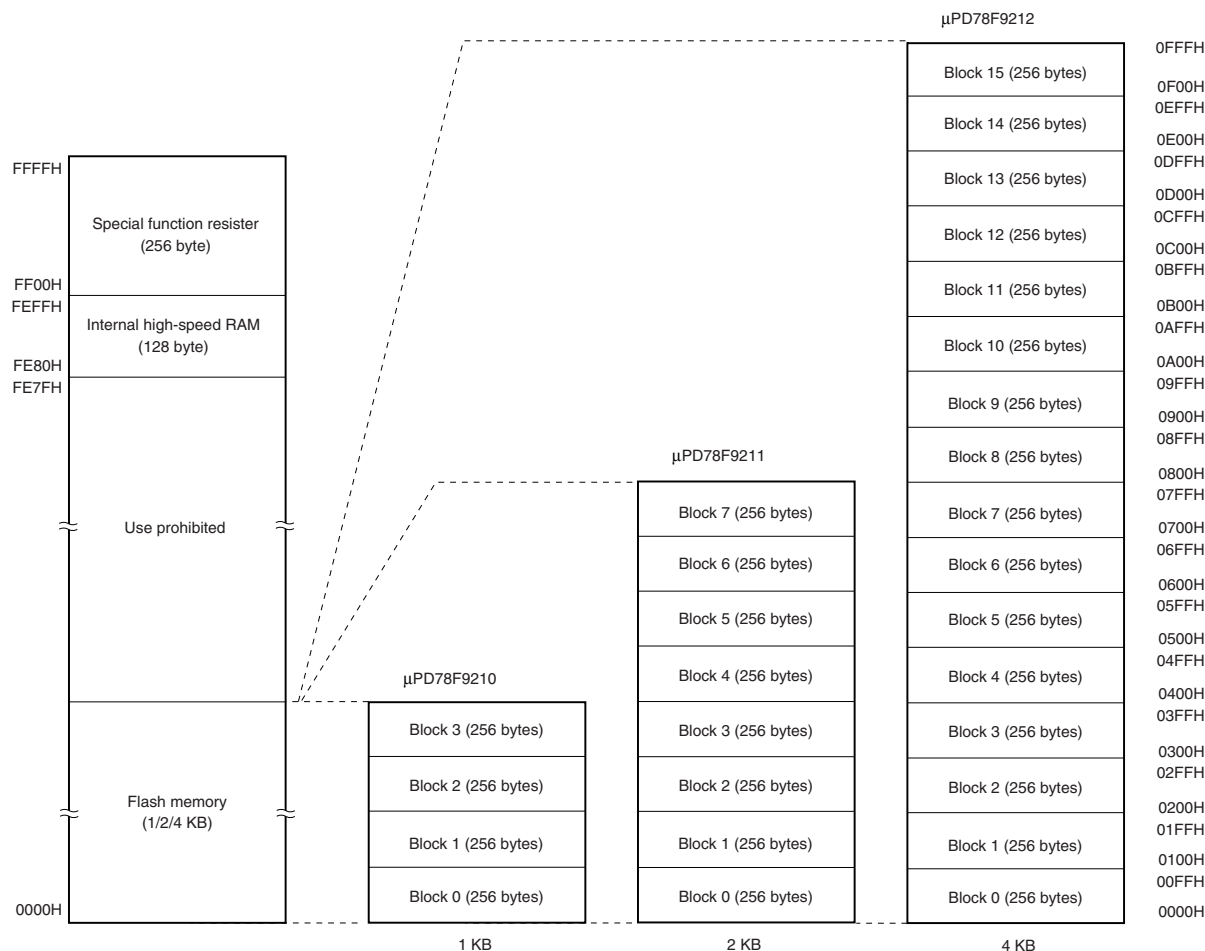 FFFFH
Special function resister
(256 byte)
FF00H
FEFFH
Internal high-speed RAM
(128 byte)
FE80H
FE7FH
Use prohibited
Flash memory
(1/2/4 KB)
0000H
μPD78F9210
Block 3 (256 bytes)
Block 2 (256 bytes)
Block 1 (256 bytes)
Block 0 (256 bytes)
1 KB
μPD78F9211
Block 7 (256 bytes)
Block 6 (256 bytes)
Block 5 (256 bytes)
Block 4 (256 bytes)
Block 3 (256 bytes)
Block 2 (256 bytes)
Block 1 (256 bytes)
Block 0 (256 bytes)
2 KB
μPD78F9212
Block 15 (256 bytes)
Block 14 (256 bytes)
Block 13 (256 bytes)
Block 12 (256 bytes)
Block 11 (256 bytes)
Block 10 (256 bytes)
Block 9 (256 bytes)
Block 8 (256 bytes)
Block 7 (256 bytes)
Block 6 (256 bytes)
Block 5 (256 bytes)
Block 4 (256 bytes)
Block 3 (256 bytes)
Block 2 (256 bytes)
Block 1 (256 bytes)
Block 0 (256 bytes)
4 KB
0FFFH
0F00H
0EFFH
0E00H
0DFFH
0D00H
0CFFH
0C00H
0BFFH
0B00H
0AFFH
0A00H
09FFH
0900H
08FFH
0800H
07FFH
0700H
06FFH
0600H
05FFH
0500H
04FFH
0400H
03FFH
0300H
02FFH
0200H
01FFH
0100H
00FFH
0000H